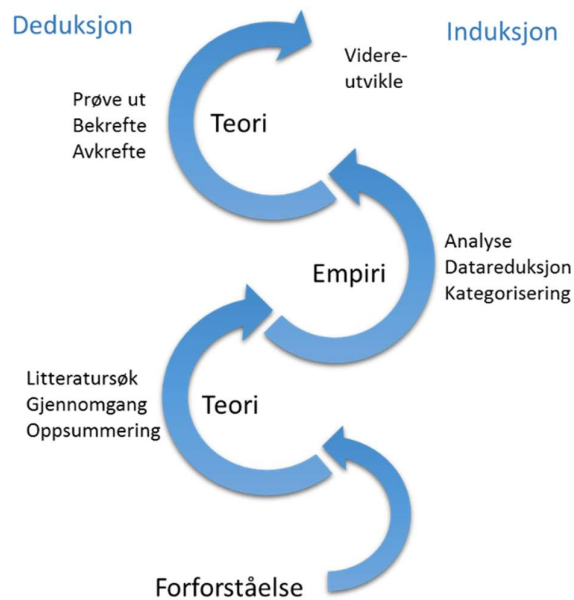 Deduksjon
Induksjon
Videre-
utvikle
Prøve ut
Bekrefte
Avkrefte
Teori
Analyse
Datareduksjon
Kategorisering
Empiri
Litteratursøk
Gjennomgang
Oppsummering
Teori
Forforståelse